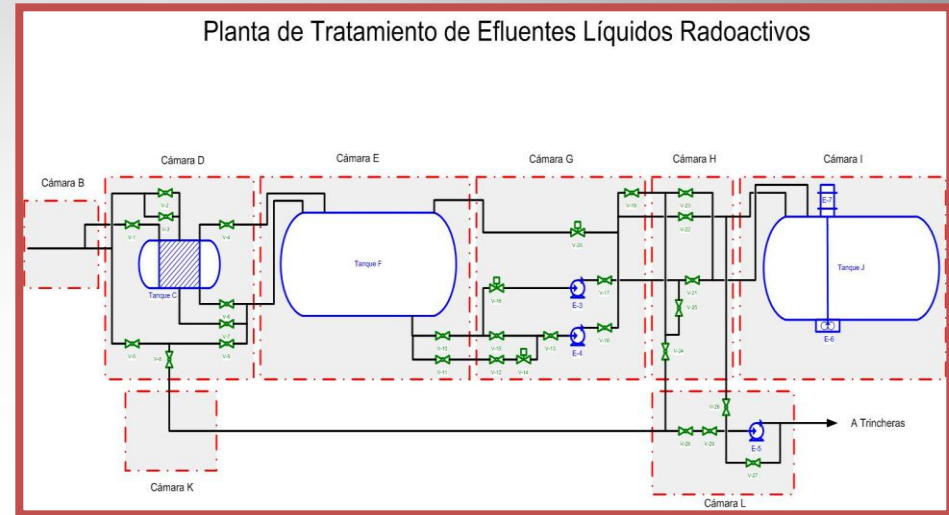 Planta de Tratamiento de Efluentes Líquidos Radoactivos
Cámara B
Cámara D
Cámara E
Cámara G
Cámara H
Cámara I
V-2
V-3
V-1
V-4
Tanque C
V-6
V-7
V-5
V-8
V-9
Tanque F
V-10
V-11
V-19
V-20
V-16
E-3
V-17
V-15
V-13
E-4
V-18
V-12
V-14
V-23
V-22
V-21
V-25
V-24
E-7
Tanque J
E-6
V-26
V-28
V-29
E-5
V-27
A Trincheras
Cámara K
Cámara L